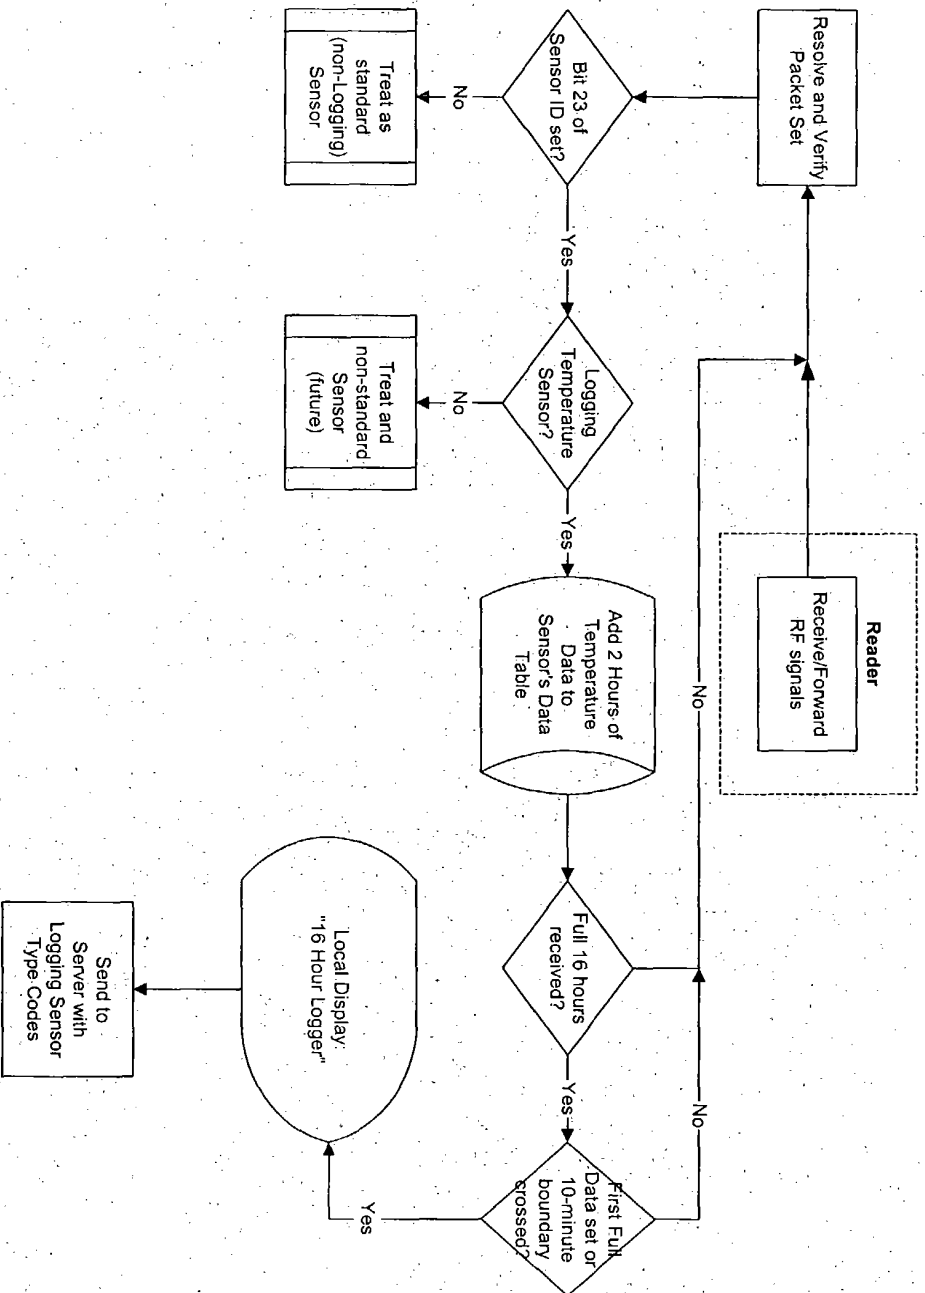 Reader
Receive/Forward
RF signals
Resolve and Verify
Packet Set
Bit 23 of
Sensor ID set?
No
Treat as
standard
(non-Logging)
Sensor
Yes
Logging
Temperature
Sensor?
No
Treat and
non-standard
Sensor
(future)
Yes
Add 2 Hours of
Temperature
Data to
Sensor's Data
Table
Full 16 hours
received?
No
Yes
First Full
Data set or
10-minute
boundary
crossed?
No
Yes
Local Display:
"16 Hour Logger"
Send to
Server with
Logging Sensor
Type Codes